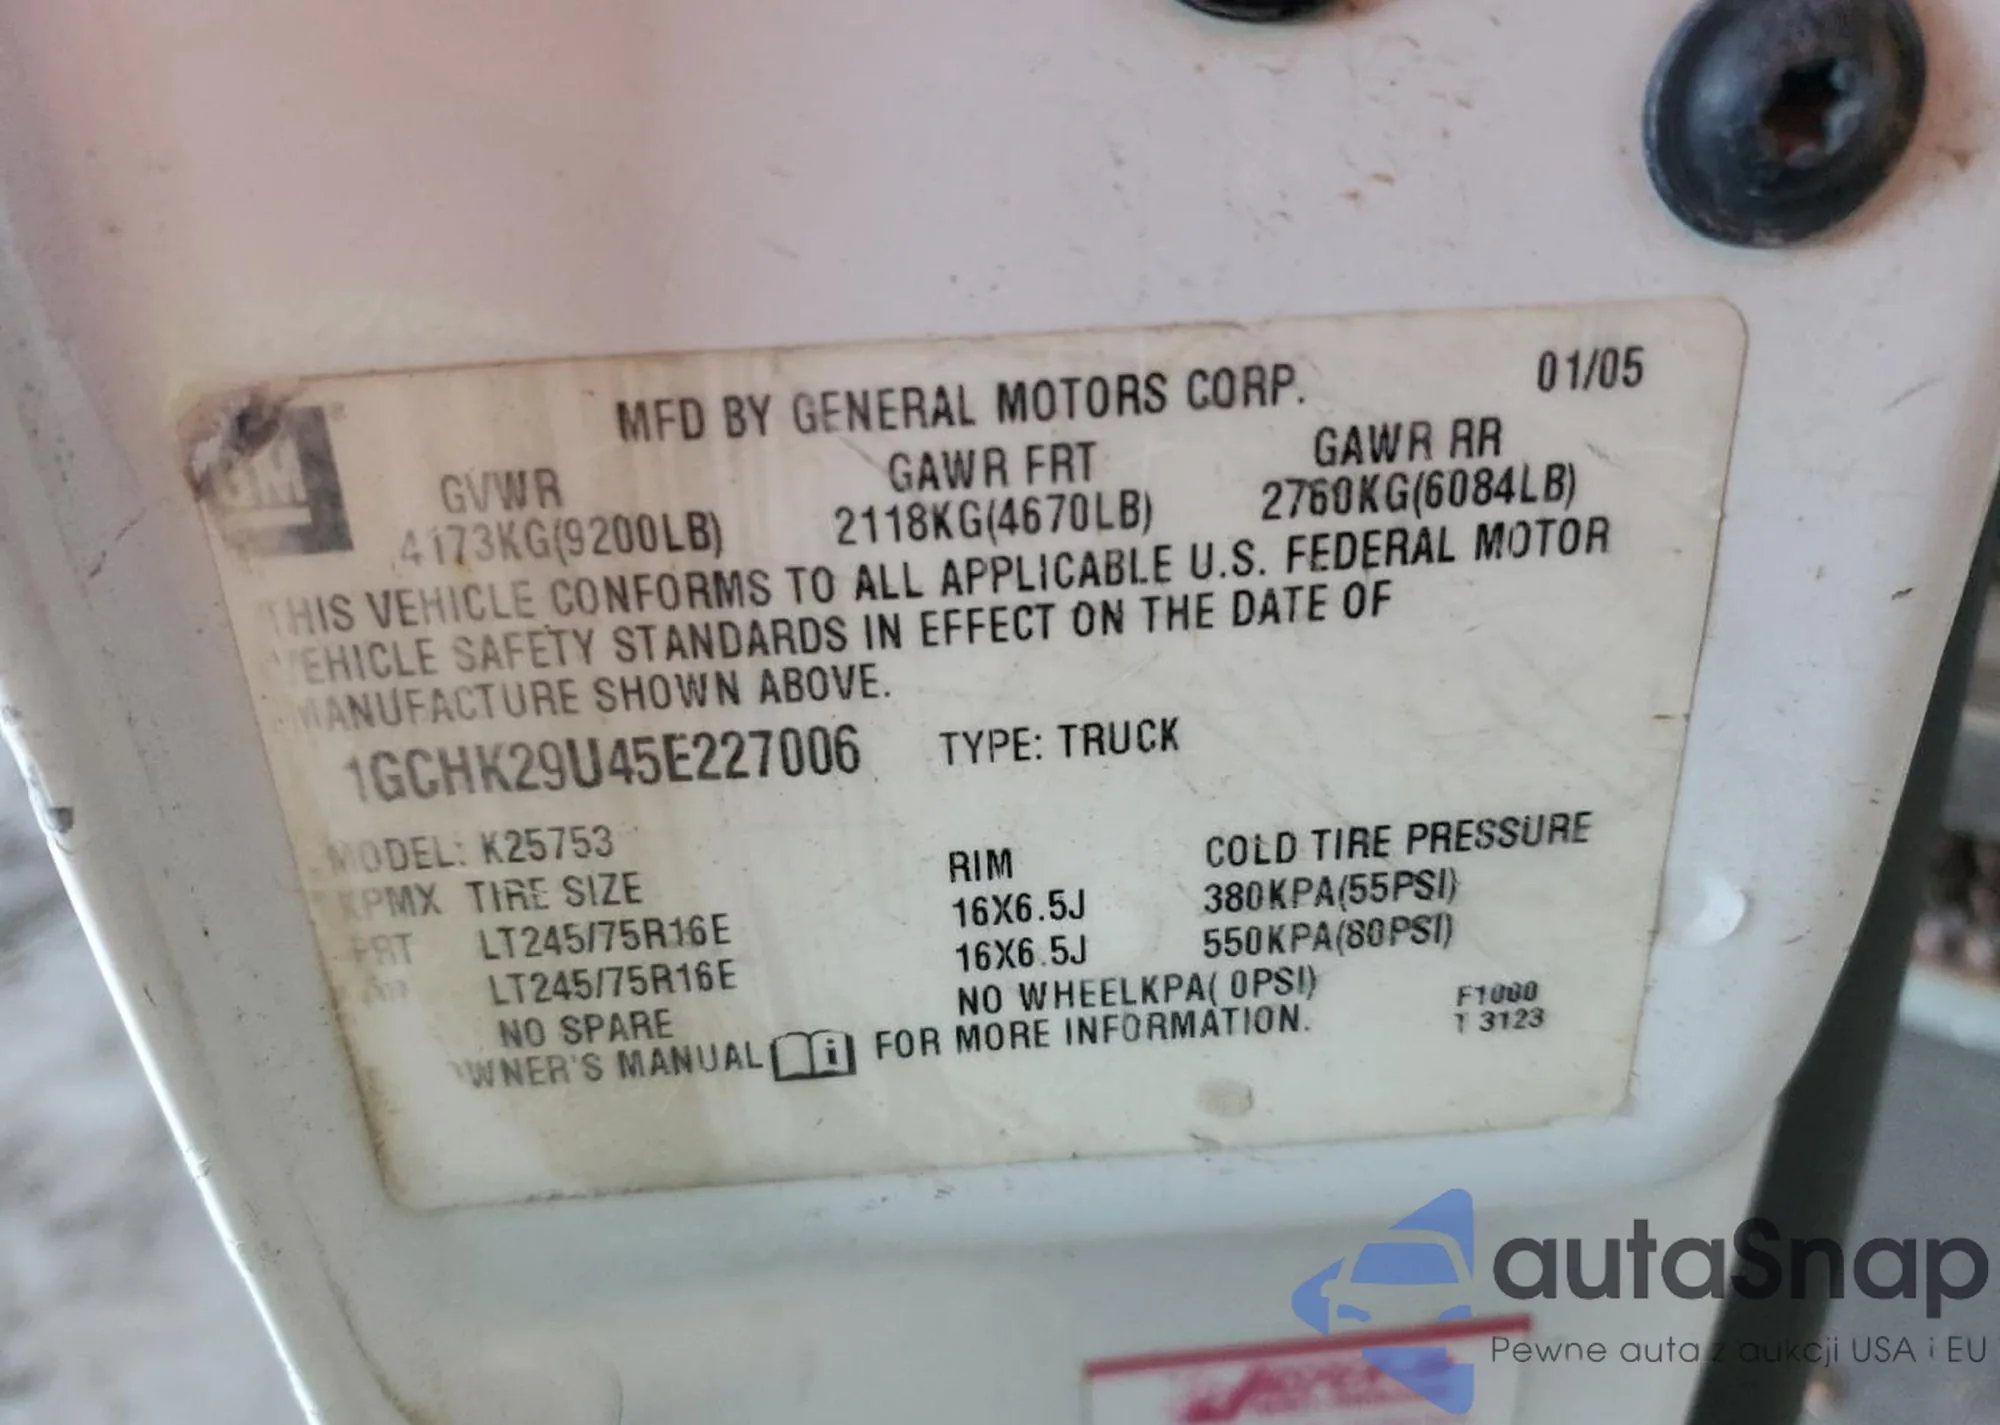 MFD BY GENERAL MOTORS CORP. 01/05
GM
GVWR GAWR FRT GAWR RR
4173KG(9200LB) 2118KG(4670LB) 2760KG(6084LB)
THIS VEHICLE CONFORMS TO ALL APPLICABLE U.S. FEDERAL MOTOR
VEHICLE SAFETY STANDARDS IN EFFECT ON THE DATE OF
MANUFACTURE SHOWN ABOVE.
1GCHK29U45E227006 TYPE: TRUCK
MODEL: K25753
KPMX TIRE SIZE RIM COLD TIRE PRESSURE
FRT LT245/75R16E 16X6.5J 380KPA(55PSI)
LT245/75R16E 16X6.5J 550KPA(80PSI)
NO SPARE NO WHEELKPA( 0PSI)
OWNER'S MANUAL FOR MORE INFORMATION.
T 3123
autaSnap
Pewne auta z aukcji USA i EU